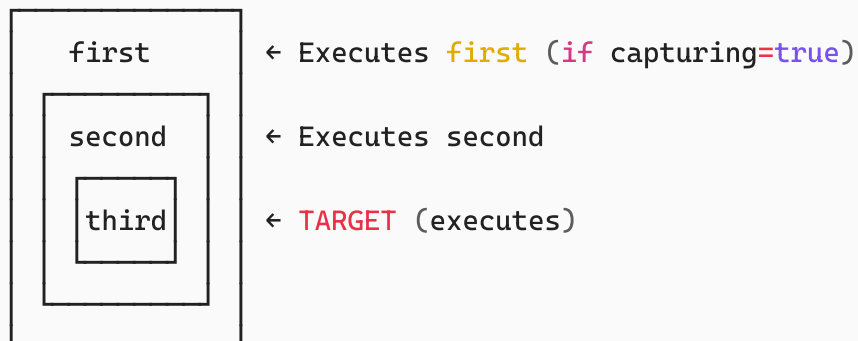 first ← Executes first (if capturing=true)
second ← Executes second
third ← TARGET (executes)